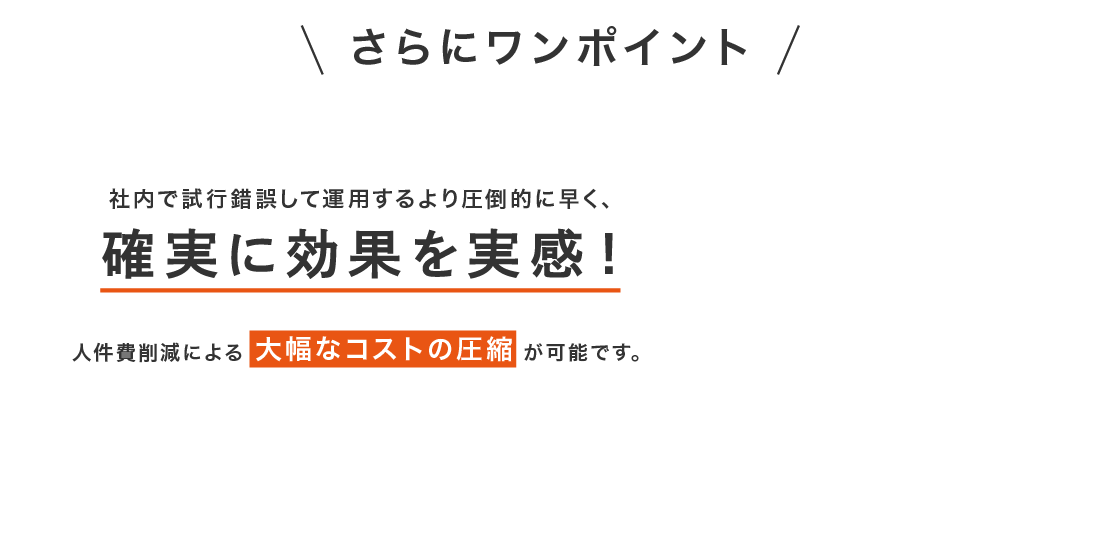 さらにワンポイント
社内で試行錯誤して運用するより圧倒的に早く、
確実に効果を実感！
人件費削減による 大幅なコストの圧縮 が可能です。